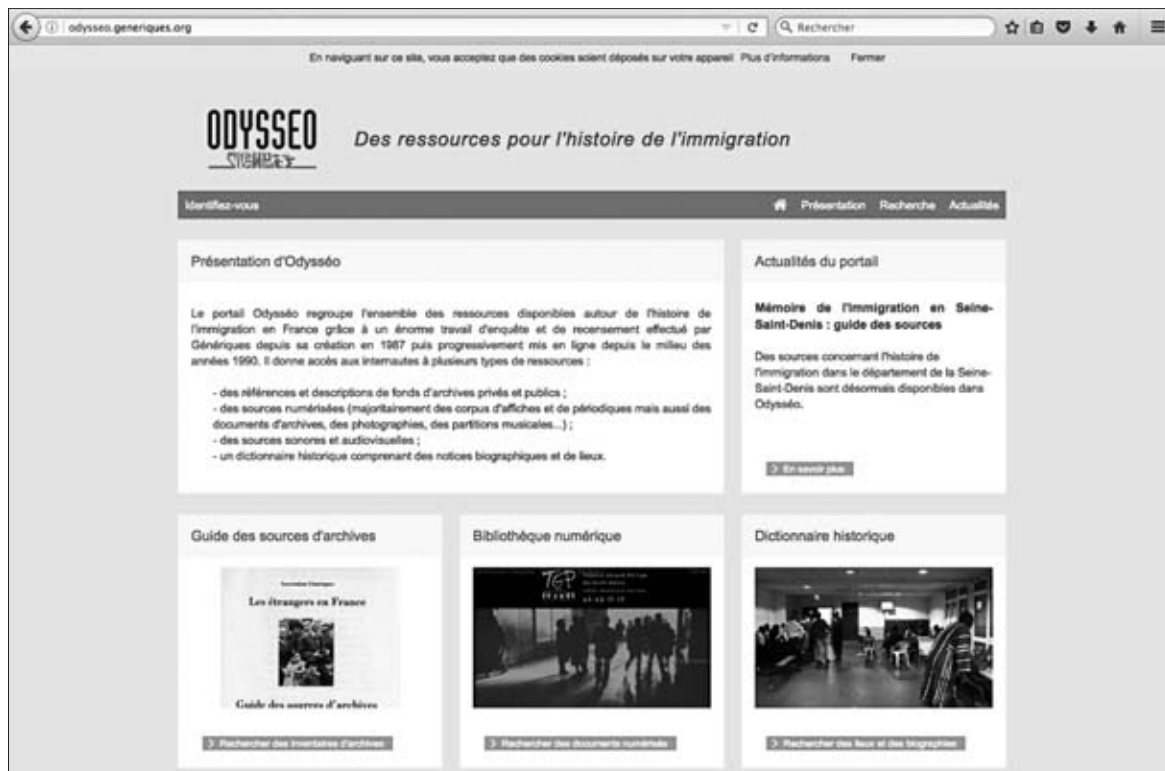 odysseo.generiques.org
Rechercher
En naviguant sur ce site, vous acceptez que des cookies soient déposés sur votre appareil. Plus d'informations Fermer
ODYSSEO
Des ressources pour l'histoire de l'immigration
Identifiez-vous
Présentation Recherche Actualités
Présentation d'Odysséo
Le portail Odysséo regroupe l'ensemble des ressources disponibles autour de l'histoire de
l'immigration en France grâce à un énorme travail d'enquête et de recensement effectué par
Génériques depuis sa création en 1987 puis progressivement mis en ligne depuis le milieu des
années 1990. Il donne accès aux internautes à plusieurs types de ressources :
- des références et descriptions de fonds d'archives privés et publics ;
- des sources numérisées (majoritairement des corpus d'affiches et de périodiques mais aussi des
documents d'archives, des photographies, des partitions musicales...) ;
- des sources sonores et audiovisuelles ;
- un dictionnaire historique comprenant des notices biographiques et de lieux.
Actualités du portail
Mémoire de l'immigration en Seine-
Saint-Denis : guide des sources
Des sources concernant l'histoire de
l'immigration dans le département de la Seine-
Saint-Denis sont désormais disponibles dans
Odysséo.
> En savoir plus
Guide des sources d'archives
Les étrangers en France
Guide des sources d'archives
> Rechercher des inventaires d'archives
Bibliothèque numérique
TGP
> Rechercher des documents numérisés
Dictionnaire historique
> Rechercher des lieux et des biographies